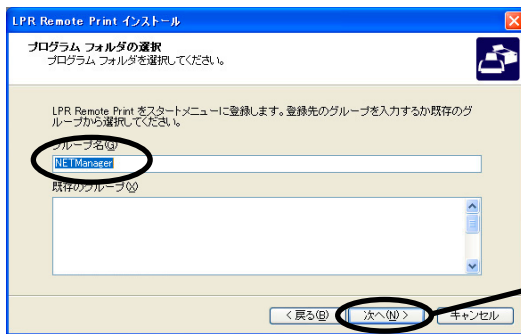 LPR Remote Print インストール
プログラム フォルダの選択
プログラム フォルダを選択してください。
LPR Remote Print をスタートメニューに登録します。登録先のグループを入力するか既存のグ
ループから選択してください。
グループ名(G)
NETManager
既存のグループ(X)
< 戻る(B)
次へ(N) >
キャンセル